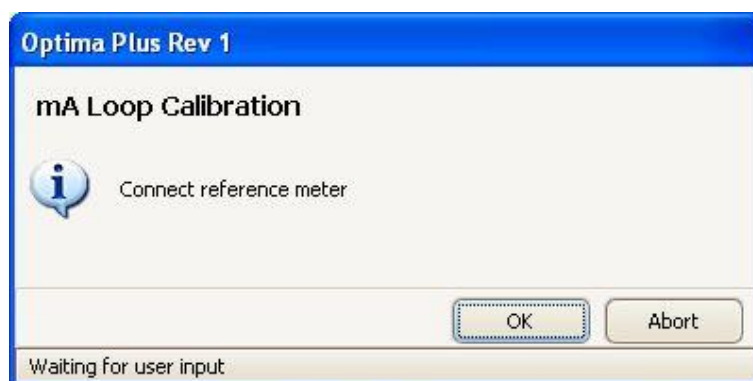 Optima Plus Rev 1
mA Loop Calibration
Connect reference meter
OK Abort
Waiting for user input